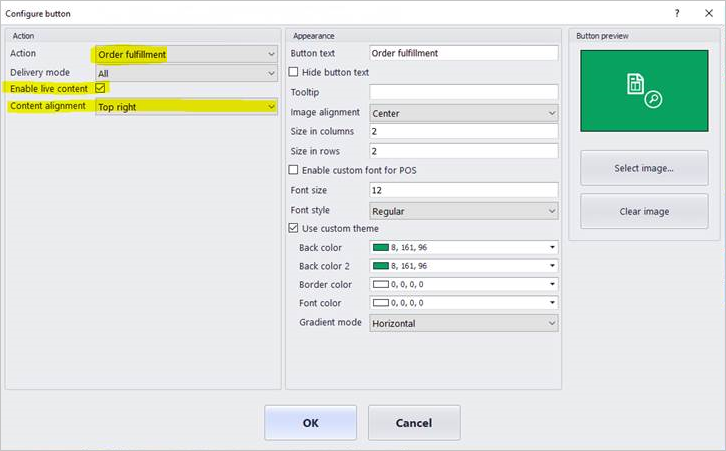 Configure button
?
Action
Action Order fulfillment
Delivery mode All
Enable live content
Content alignment Top right
Appearance
Button text Order fulfillment
Hide button text
Tooltip
Image alignment Center
Size in columns 2
Size in rows 2
Enable custom font for POS
Font size 12
Font style Regular
Use custom theme
Back color 8, 161, 96
Back color 2 8, 161, 96
Border color 0, 0, 0, 0
Font color 0, 0, 0, 0
Gradient mode Horizontal
Button preview
Select image...
Clear image
OK
Cancel